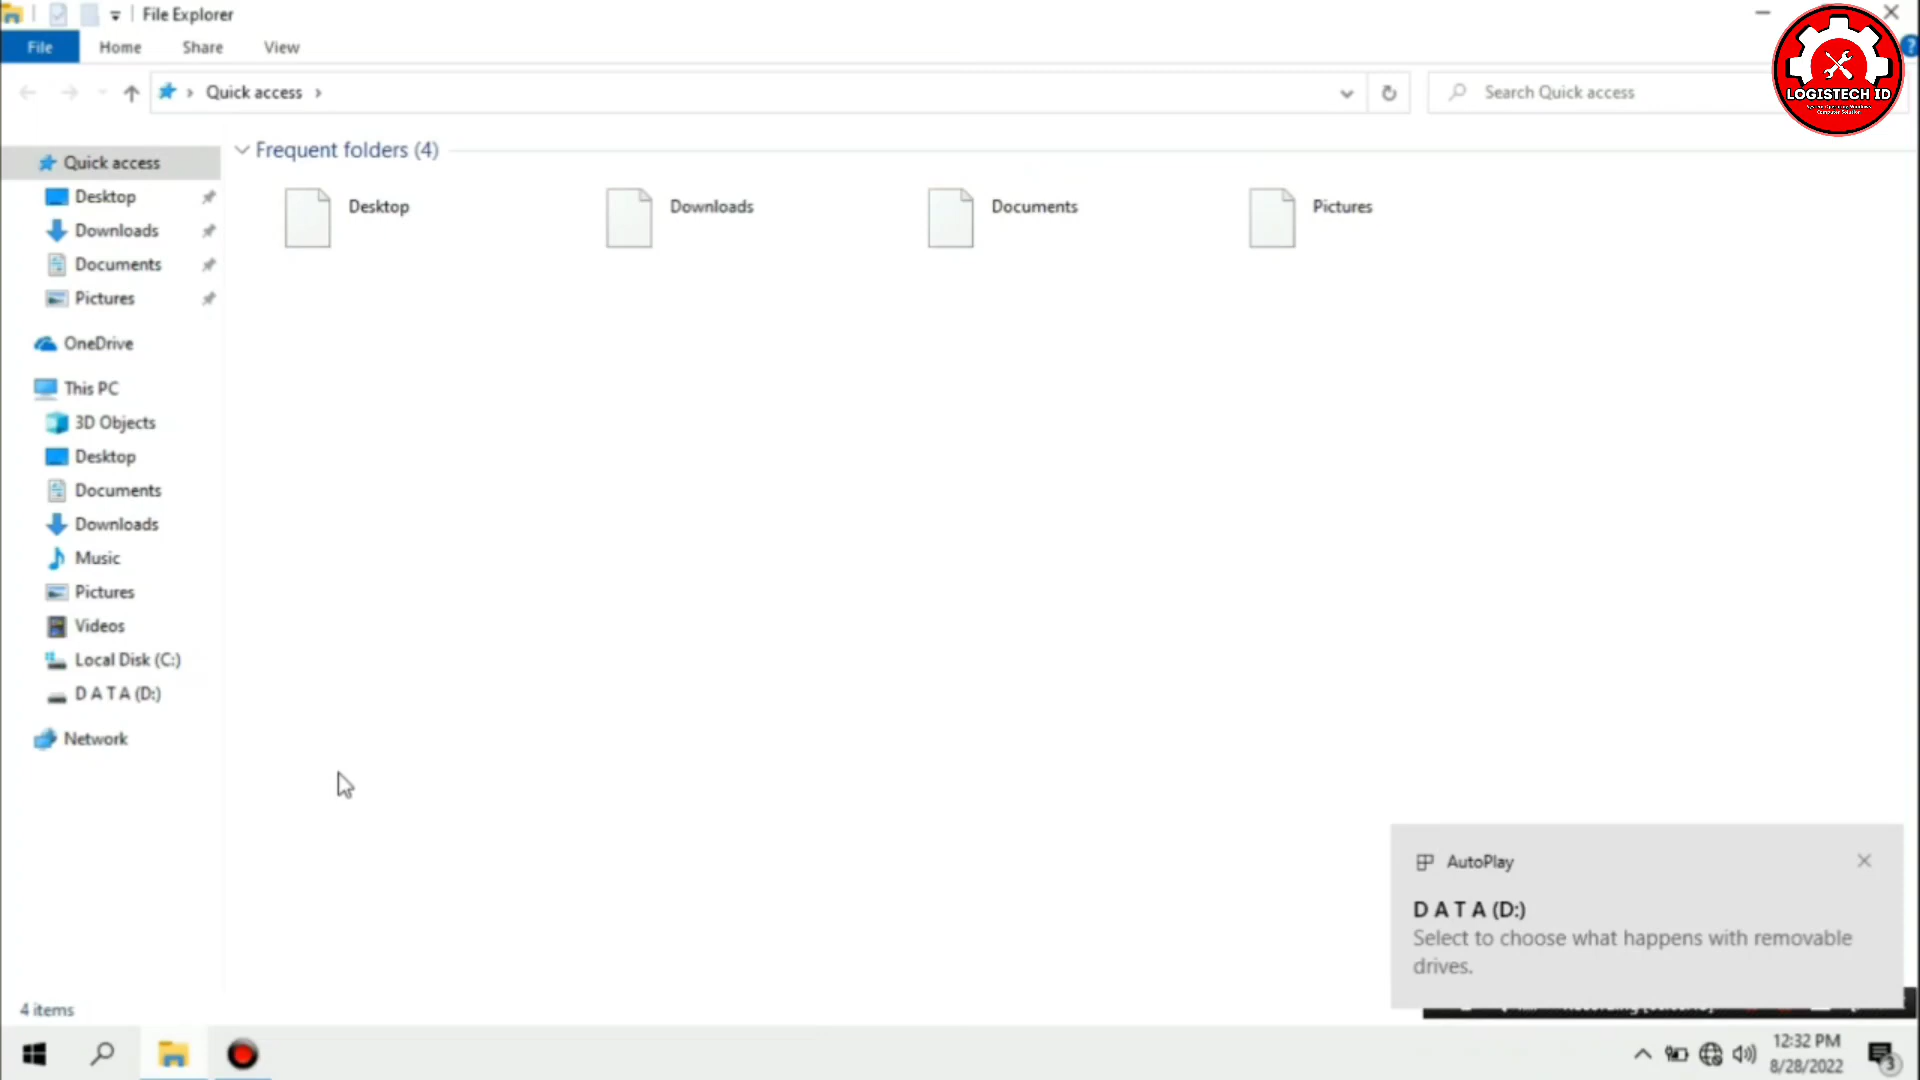 File Explorer
File Home Share View
Quick access
Search Quick access
LOGISTECH ID
Frequent folders (4)
Quick access
Desktop
Downloads
Documents
Pictures
OneDrive
This PC
3D Objects
Desktop
Documents
Downloads
Music
Pictures
Videos
Local Disk (C:)
D A T A (D:)
Network
Desktop
Downloads
Documents
Pictures
AutoPlay
D A T A (D:)
Select to choose what happens with removable
drives.
4 items
12:32 PM
8/28/2022
3